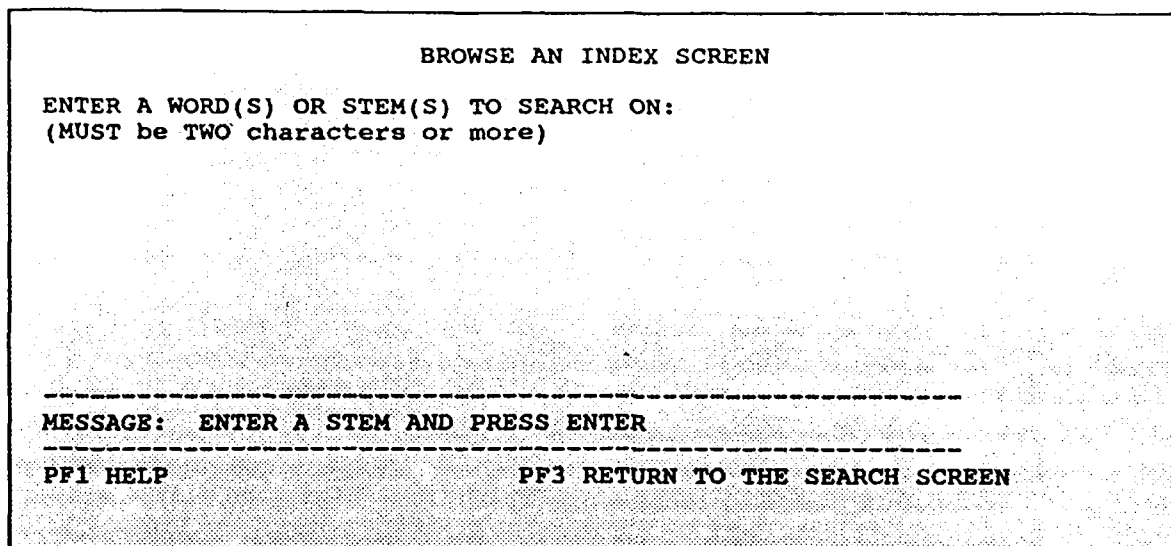 BROWSE AN INDEX SCREEN
ENTER A WORD(S) OR STEM(S) TO SEARCH ON:
(MUST be TWO characters or more)
MESSAGE: ENTER A STEM AND PRESS ENTER
PF1 HELP PF3 RETURN TO THE SEARCH SCREEN